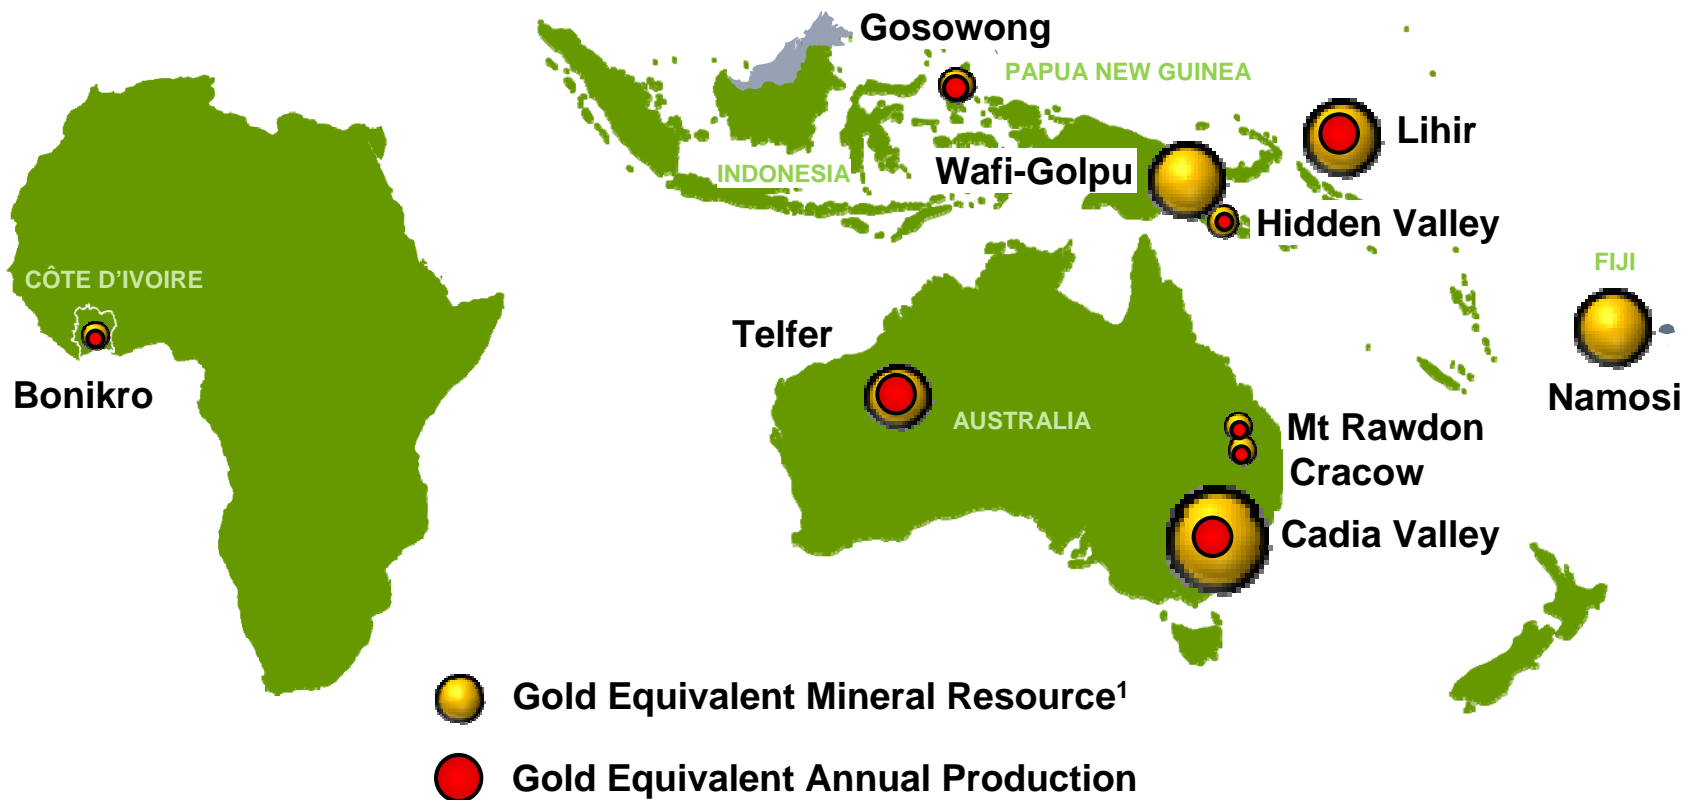 Gosowong
PAPUA NEW GUINEA
Lihir
Wafi-Golpu
INDONESIA
Hidden Valley
CÔTE D’IVOIRE
FIJI
Telfer
Bonikro
Namosi
AUSTRALIA
Mt Rawdon
Cracow
Cadia Valley
Gold Equivalent Mineral Resource¹
Gold Equivalent Annual Production